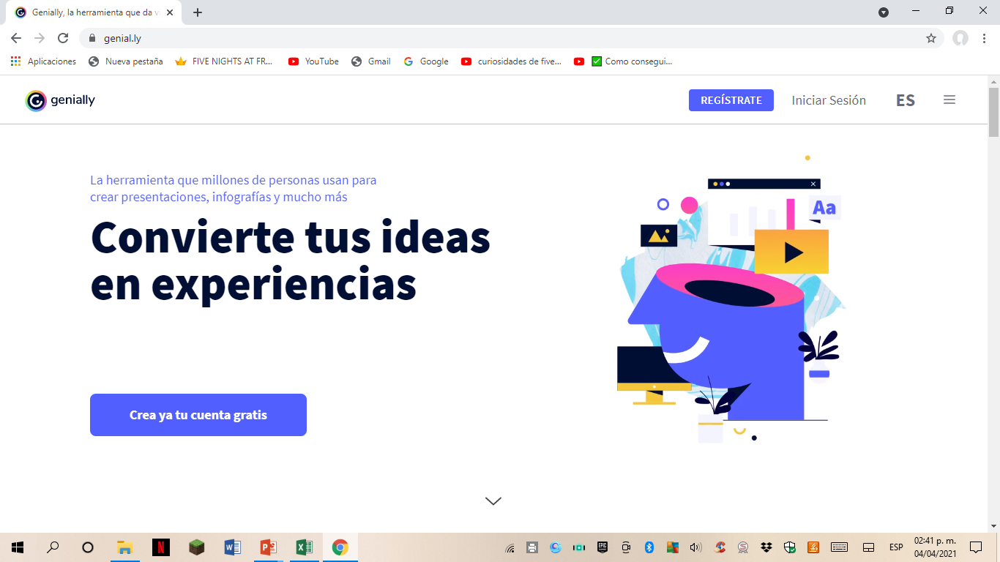 Genially, la herramienta que da v
genial.ly
Aplicaciones
Nueva pestaña
FIVE NIGHTS AT FR...
YouTube
Gmail
Google
curiosidades de five...
Como consegui...
genially
REGÍSTRATE
Iniciar Sesión
ES
La herramienta que millones de personas usan para
crear presentaciones, infografías y mucho más
Convierte tus ideas
en experiencias
Aa
Crea ya tu cuenta gratis
ESP
02:41 p. m.
04/04/2021